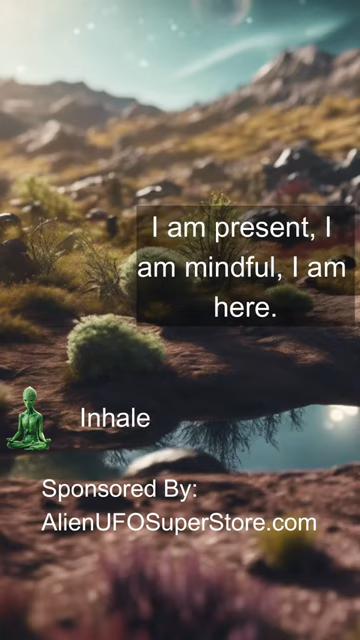 I am present, I
am mindful, I am
here.
Inhale
Sponsored By:
AlienUFOSuperStore.com